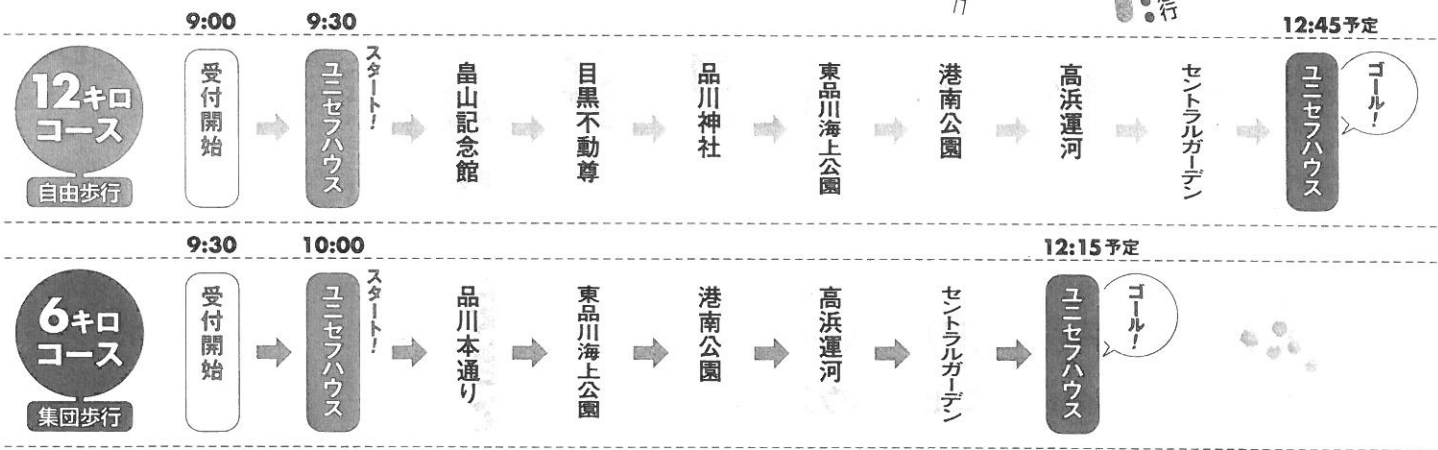 9:00
9:30
12:45予定
12キロ
コース
自由歩行
受付開始
ユニセフハウス
スタート!
畠山記念館
目黒不動尊
品川神社
東品川海上公園
港南公園
高浜運河
セントラルガーデン
ユニセフハウス
ゴール!
9:30
10:00
12:15予定
6キロ
コース
集団歩行
受付開始
ユニセフハウス
スタート!
品川本通り
東品川海上公園
港南公園
高浜運河
セントラルガーデン
ユニセフハウス
ゴール!